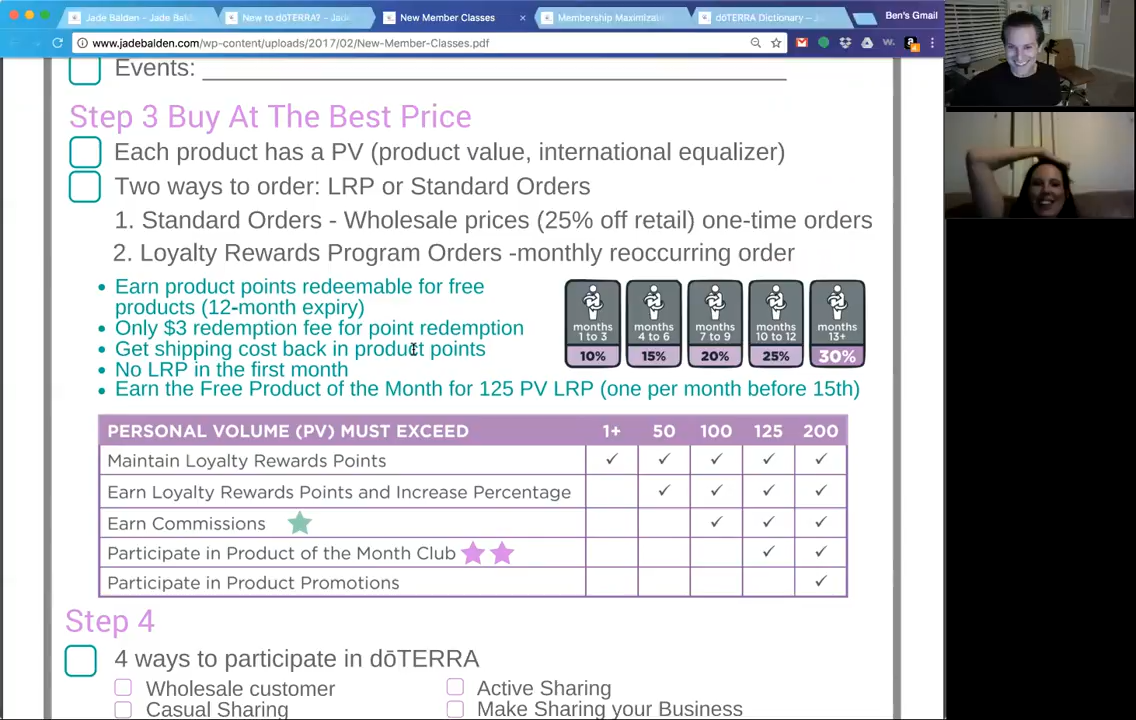 Jade Balden - Jade Bald
New to dōTERRA? - Jade
New Member Classes
Membership Maximiza
dōTERRA Dictionary – J
Ben's Gmail
www.jadebalden.com/wp-content/uploads/2017/02/New-Member-Classes.pdf
Events:
Step 3 Buy At The Best Price
Each product has a PV (product value, international equalizer)
Two ways to order: LRP or Standard Orders
1. Standard Orders - Wholesale prices (25% off retail) one-time orders
2. Loyalty Rewards Program Orders -monthly reoccurring order
• Earn product points redeemable for free
products (12-month expiry)
• Only $3 redemption fee for point redemption
• Get shipping cost back in product points
• No LRP in the first month
• Earn the Free Product of the Month for 125 PV LRP (one per month before 15th)
months
1 to 3
10%
months
4 to 6
15%
months
7 to 9
20%
months
10 to 12
25%
months
13+
30%
PERSONAL VOLUME (PV) MUST EXCEED 1+ 50 100 125 200
Maintain Loyalty Rewards Points ✓ ✓ ✓ ✓ ✓
Earn Loyalty Rewards Points and Increase Percentage ✓ ✓ ✓ ✓
Earn Commissions ✓ ✓ ✓
Participate in Product of the Month Club ✓ ✓
Participate in Product Promotions ✓
Step 4
4 ways to participate in dōTERRA
Wholesale customer
Active Sharing
Casual Sharing
Make Sharing your Business